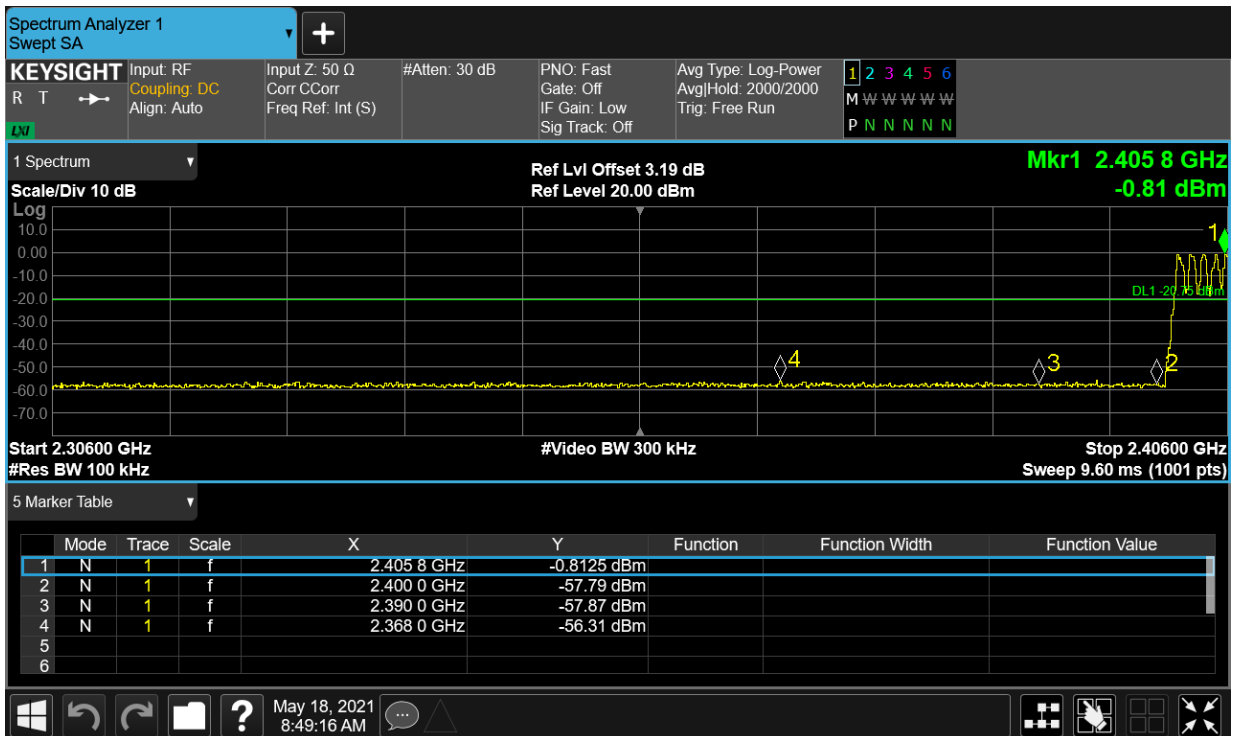 Spectrum Analyzer 1
Swept SA
KEYSIGHT
R T
LXI
Input: RF
Coupling: DC
Align: Auto
Input Z: 50 Ω
Corr CCorr
Freq Ref: Int (S)
#Atten: 30 dB
PNO: Fast
Gate: Off
IF Gain: Low
Sig Track: Off
Avg Type: Log-Power
Avg|Hold: 2000/2000
Trig: Free Run
1 2 3 4 5 6
M W W W W W
P N N N N N
1 Spectrum
Scale/Div 10 dB
Ref Lvl Offset 3.19 dB
Ref Level 20.00 dBm
Mkr1 2.405 8 GHz
-0.81 dBm
Log
10.0
0.00
-10.0
-20.0
-30.0
-40.0
-50.0
-60.0
-70.0
1
DL1 -20.75 dBm
4
3
2
Start 2.30600 GHz
#Res BW 100 kHz
#Video BW 300 kHz
Stop 2.40600 GHz
Sweep 9.60 ms (1001 pts)
5 Marker Table
Mode Trace Scale X Y Function Function Width Function Value
1 N 1 f 2.405 8 GHz -0.8125 dBm
2 N 1 f 2.400 0 GHz -57.79 dBm
3 N 1 f 2.390 0 GHz -57.87 dBm
4 N 1 f 2.368 0 GHz -56.31 dBm
5
6
?
May 18, 2021
8:49:16 AM